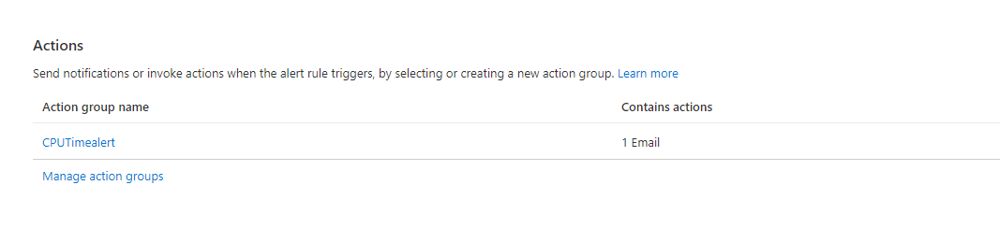 Actions
Send notifications or invoke actions when the alert rule triggers, by selecting or creating a new action group. Learn more
Action group name Contains actions
CPUTimealert 1 Email
Manage action groups